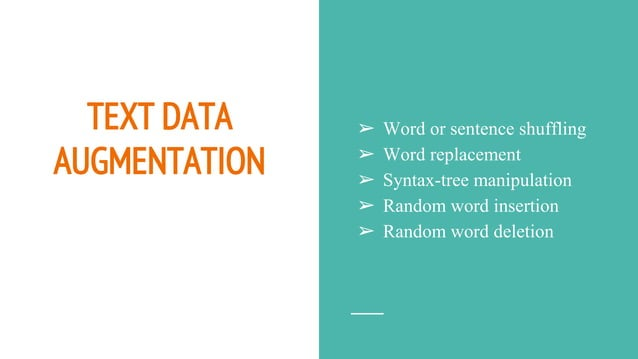 TEXT DATA
AUGMENTATION
➢ Word or sentence shuffling
➢ Word replacement
➢ Syntax-tree manipulation
➢ Random word insertion
➢ Random word deletion